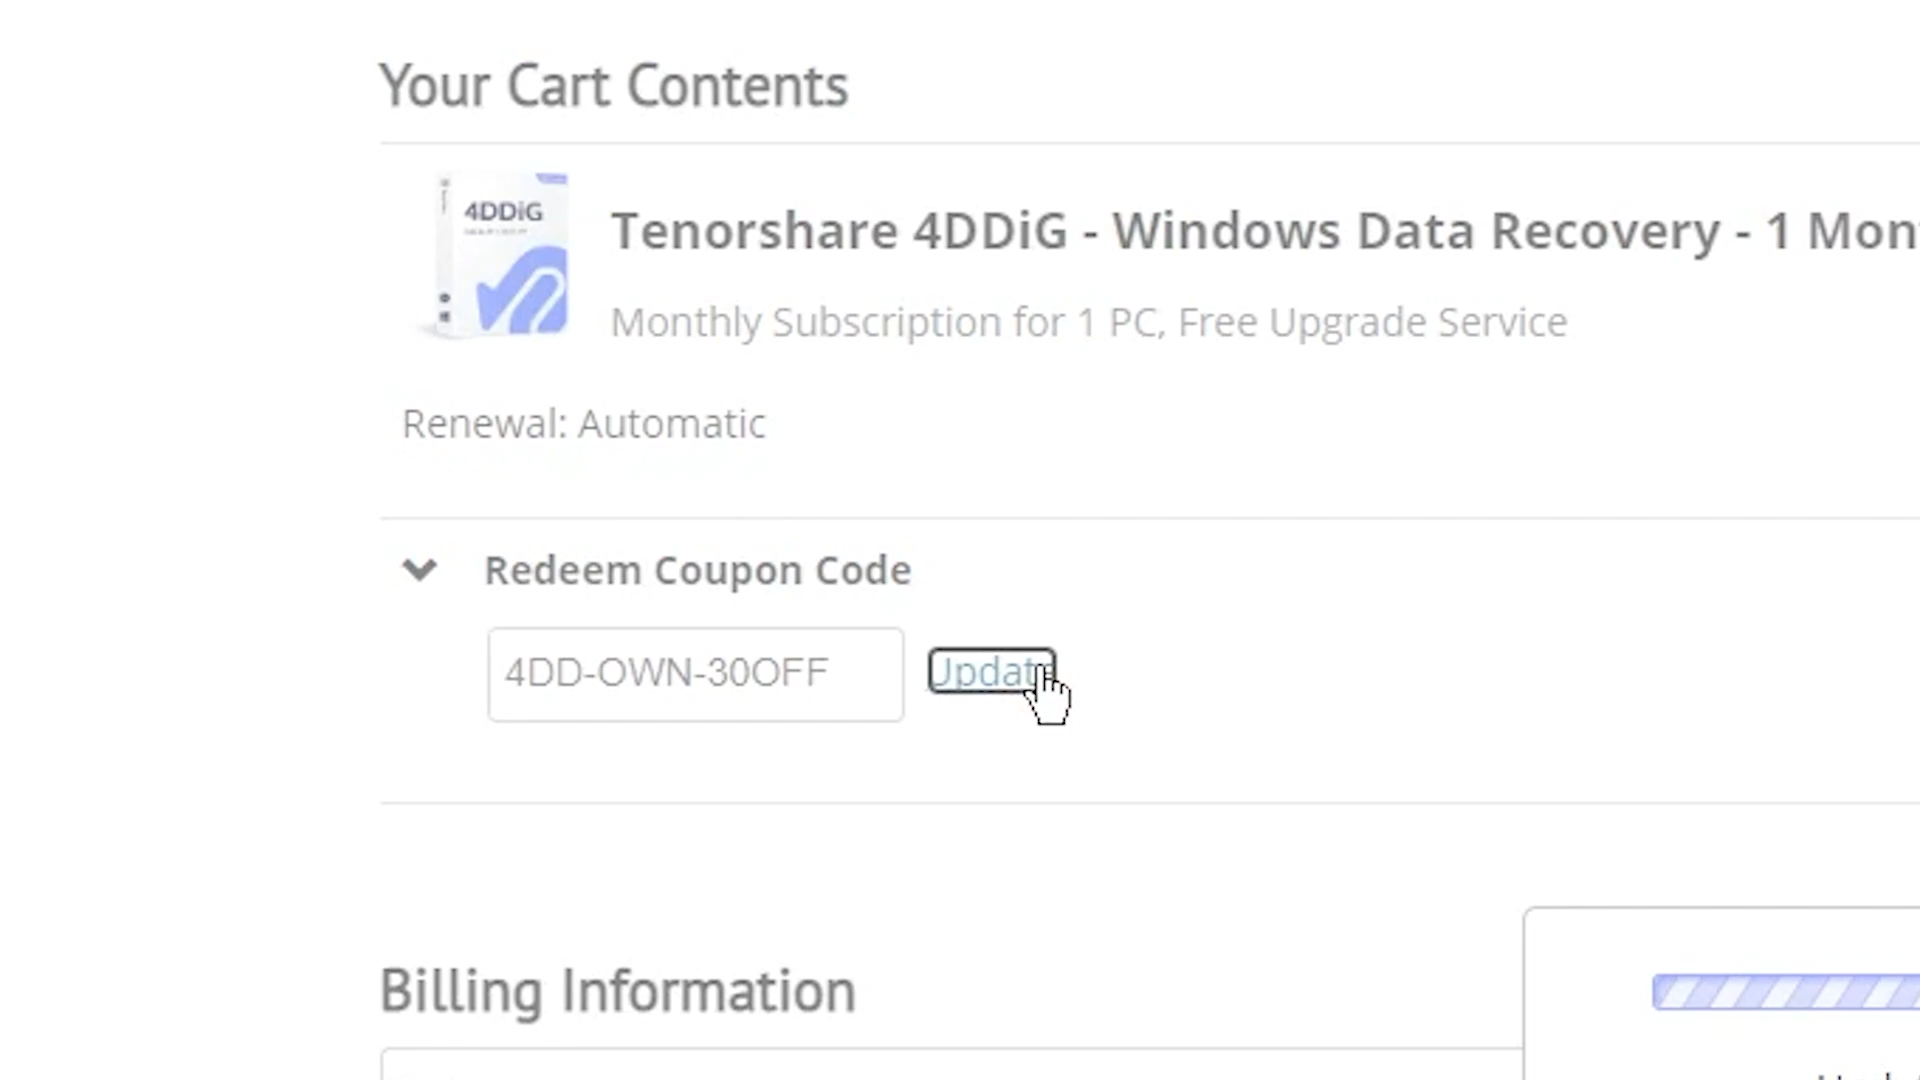 Your Cart Contents
4DDiG
Tenorshare 4DDiG - Windows Data Recovery - 1 Mon
Monthly Subscription for 1 PC, Free Upgrade Service
Renewal: Automatic
Redeem Coupon Code
4DD-OWN-30OFF
Update
Billing Information